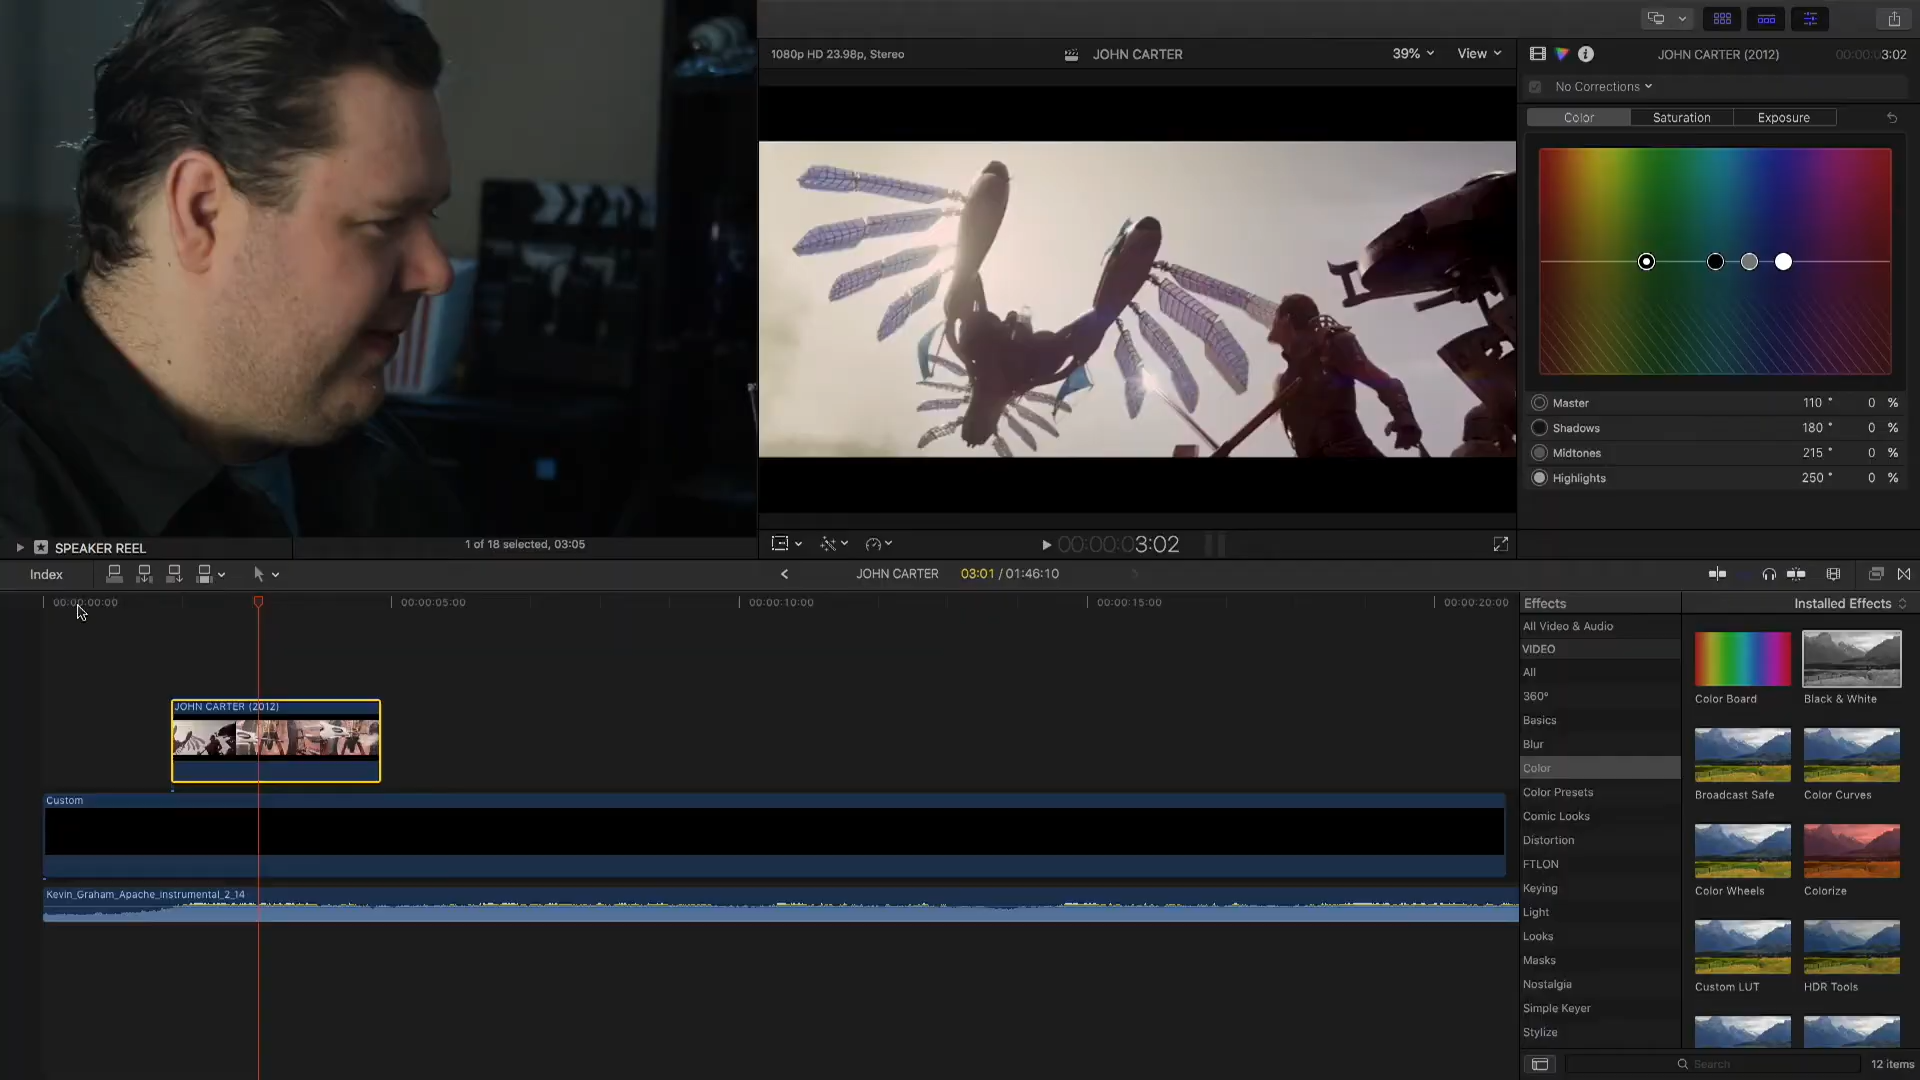 1080p HD 23.98p, Stereo
JOHN CARTER
39%
View
JOHN CARTER (2012)
00:00:03:02
No Corrections
Color
Saturation
Exposure
Master 110 ° 0 %
Shadows 180 ° 0 %
Midtones 215 ° 0 %
Highlights 250 ° 0 %
SPEAKER REEL
1 of 18 selected, 03:05
00:00:03:02
Index
JOHN CARTER
03:01 / 01:46:10
00:00:00:00
00:00:05:00
00:00:10:00
00:00:15:00
00:00:20:00
JOHN CARTER (2012)
Custom
Kevin_Graham_Apache_instrumental_2_14
Effects
Installed Effects
All Video & Audio
VIDEO
All
360°
Basics
Blur
Color
Color Presets
Comic Looks
Distortion
FTLON
Keying
Light
Looks
Masks
Nostalgia
Simple Keyer
Stylize
Color Board
Black & White
Broadcast Safe
Color Curves
Color Wheels
Colorize
Custom LUT
HDR Tools
Search
12 items